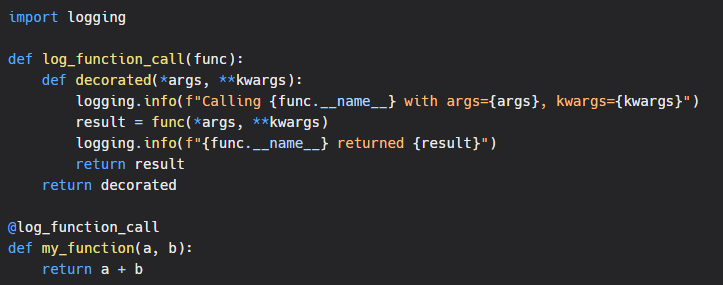 import logging

def log_function_call(func):
    def decorated(*args, **kwargs):
        logging.info(f"Calling {func.__name__} with args={args}, kwargs={kwargs}")
        result = func(*args, **kwargs)
        logging.info(f"{func.__name__} returned {result}")
        return result
    return decorated

@log_function_call
def my_function(a, b):
    return a + b